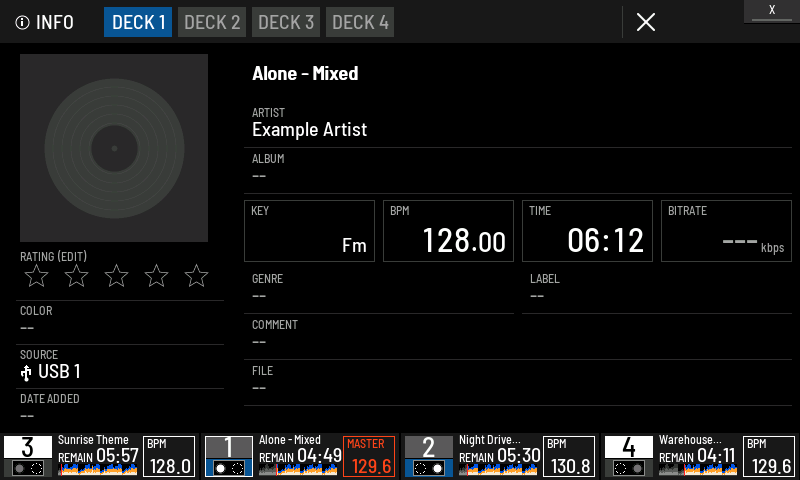 INFO DECK 1 DECK 2 DECK 3 DECK 4 X
Alone - Mixed
ARTIST
Example Artist
ALBUM
--
KEY BPM TIME BITRATE
Fm 128.00 06:12 --- kbps
RATING (EDIT)
GENRE LABEL
-- --
COLOR
--
COMMENT
--
SOURCE
USB 1
FILE
--
DATE ADDED
--
3 Sunrise Theme BPM
REMAIN 05:57 128.0
1 Alone - Mixed MASTER
REMAIN 04:49 129.6
2 Night Drive... BPM
REMAIN 05:30 130.8
4 Warehouse... BPM
REMAIN 04:11 129.6